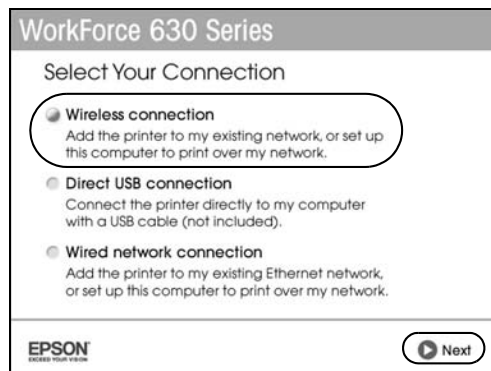 WorkForce 630 Series
Select Your Connection
Wireless connection
Add the printer to my existing network, or set up
this computer to print over my network.
Direct USB connection
Connect the printer directly to my computer
with a USB cable (not included).
Wired network connection
Add the printer to my existing Ethernet network,
or set up this computer to print over my network.
EPSON
EXCEED YOUR VISION
Next